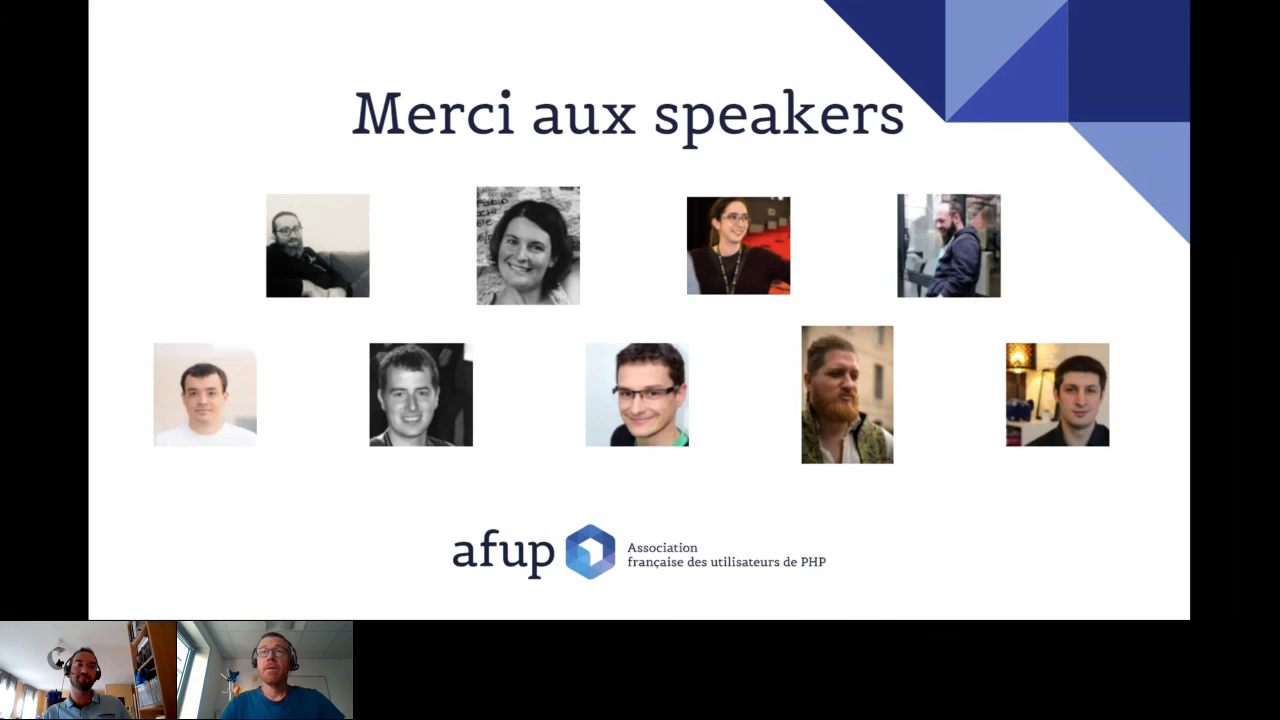 Merci aux speakers
afup
Association
française des utilisateurs de PHP